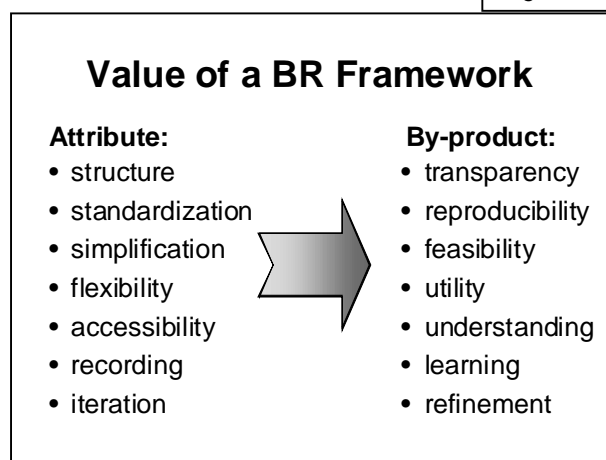 Value of a BR Framework
Attribute:
• structure
• standardization
• simplification
• flexibility
• accessibility
• recording
• iteration
By-product:
• transparency
• reproducibility
• feasibility
• utility
• understanding
• learning
• refinement